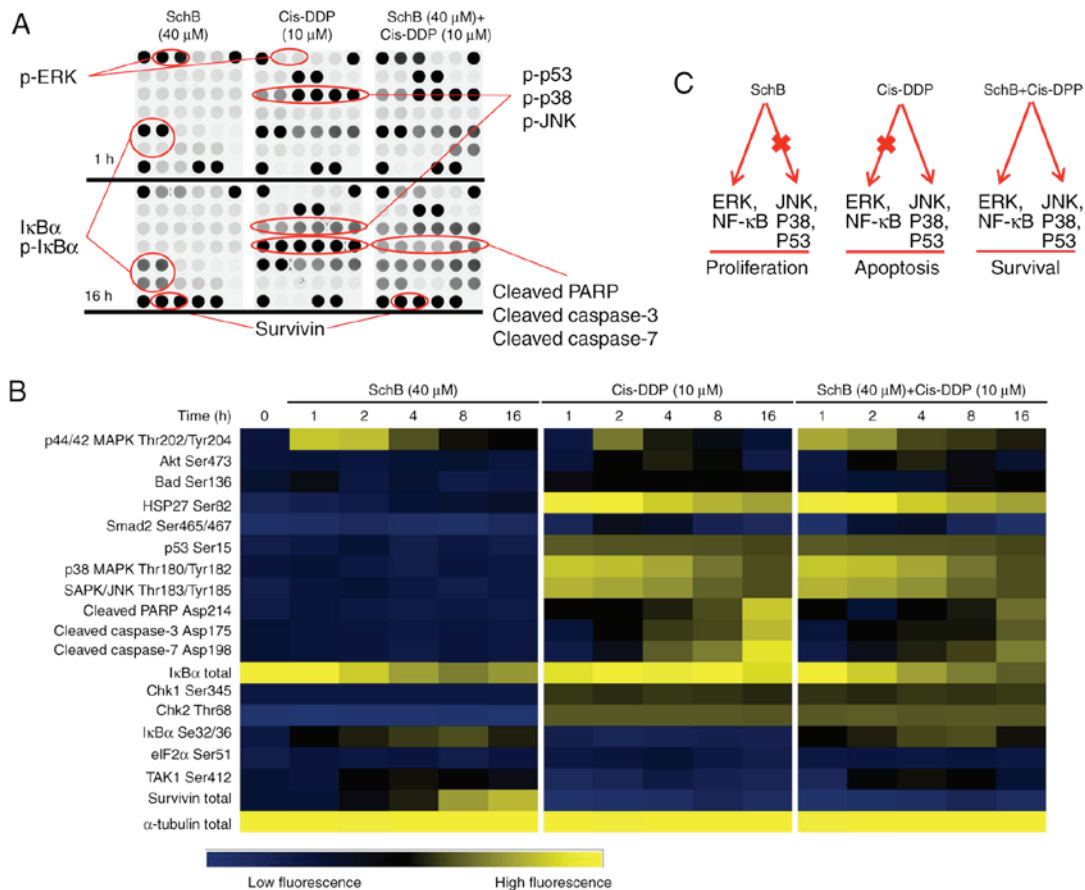 A
SchB
(40 µM)
Cis-DDP
(10 µM)
SchB (40 µM)+
Cis-DDP (10 µM)
p-ERK
p-p53
p-p38
p-JNK
1 h
IκBα
p-IκBα
16 h
Survivin
Cleaved PARP
Cleaved caspase-3
Cleaved caspase-7
C
SchB
Cis-DDP
SchB+Cis-DPP
ERK,
NF-κB
JNK,
P38,
P53
ERK,
NF-κB
JNK,
P38,
P53
ERK,
NF-κB
JNK,
P38,
P53
Proliferation
Apoptosis
Survival
B
SchB (40 µM)
Cis-DDP (10 µM)
SchB (40 µM)+Cis-DDP (10 µM)
Time (h) 0 1 2 4 8 16 1 2 4 8 16 1 2 4 8 16
p44/42 MAPK Thr202/Tyr204
Akt Ser473
Bad Ser136
HSP27 Ser82
Smad2 Ser465/467
p53 Ser15
p38 MAPK Thr180/Tyr182
SAPK/JNK Thr183/Tyr185
Cleaved PARP Asp214
Cleaved caspase-3 Asp175
Cleaved caspase-7 Asp198
IκBα total
Chk1 Ser345
Chk2 Thr68
IκBα Se32/36
eIF2α Ser51
TAK1 Ser412
Survivin total
α-tubulin total
Low fluorescence
High fluorescence